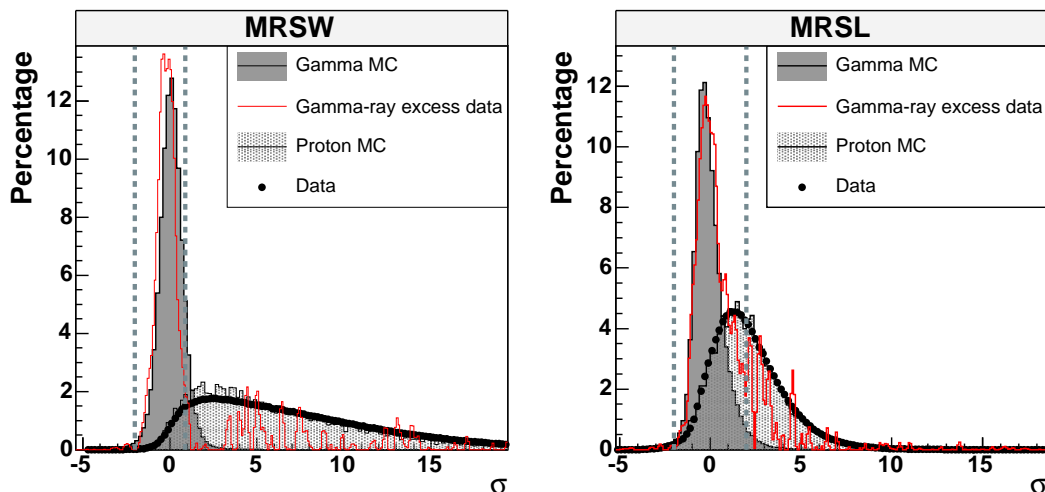 MRSW
Percentage
12
10
8
6
4
2
0
-5
0
5
10
15
σ
Gamma MC
Gamma-ray excess data
Proton MC
Data
MRSL
Percentage
12
10
8
6
4
2
0
-5
0
5
10
15
σ
Gamma MC
Gamma-ray excess data
Proton MC
Data